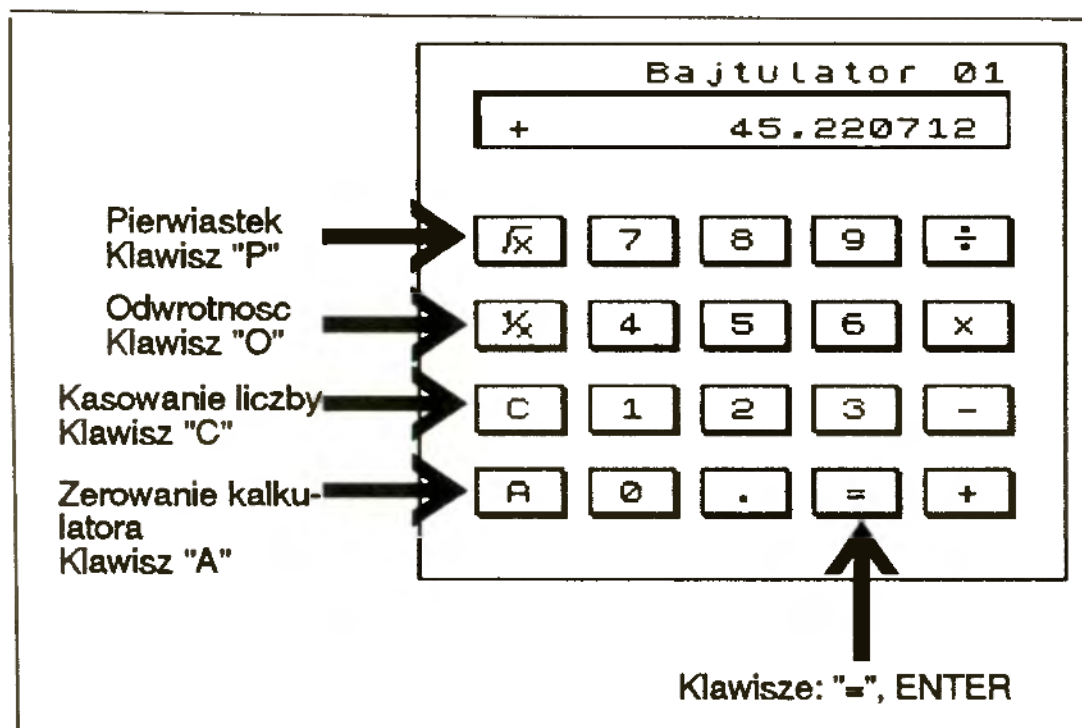 Bajtulator 01
+ 45.220712
Pierwiastek
Klawisz "P"
√x 7 8 9 ÷
Odwrotnosc
Klawisz "O"
1/x 4 5 6 ×
Kasowanie liczby
Klawisz "C"
C 1 2 3 -
Zerowanie kalku-
latora
Klawisz "A"
A 0 . = +
Klawisze: "=", ENTER